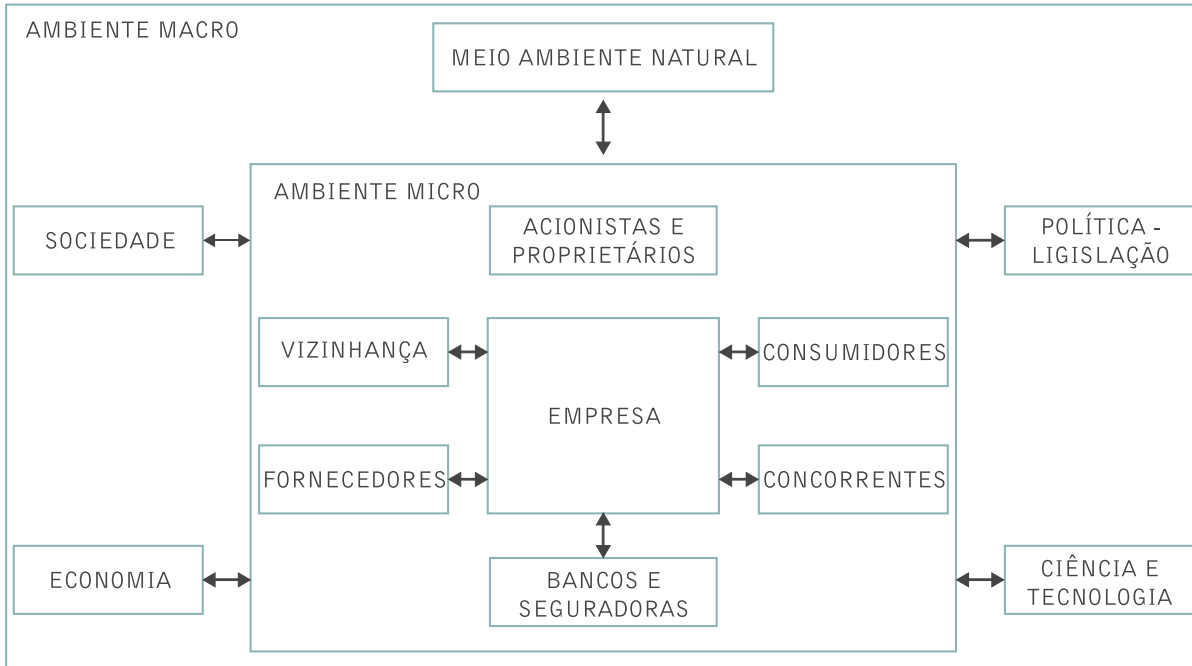 AMBIENTE MACRO
MEIO AMBIENTE NATURAL
AMBIENTE MICRO
SOCIEDADE
ACIONISTAS E
PROPRIETÁRIOS
POLÍTICA -
LIGISLAÇÃO
VIZINHANÇA
CONSUMIDORES
EMPRESA
FORNECEDORES
CONCORRENTES
ECONOMIA
BANCOS E
SEGURADORAS
CIÊNCIA E
TECNOLOGIA